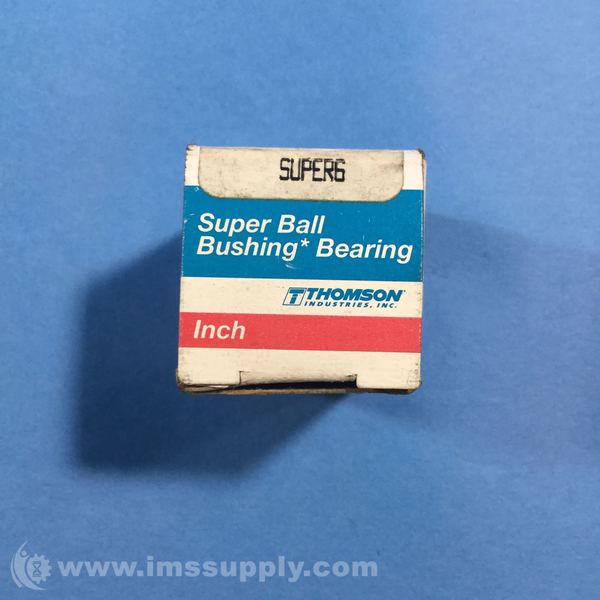 SUPER6
Super Ball
Bushing* Bearing
THOMSON
INDUSTRIES, INC.
Inch
www.imssupply.com